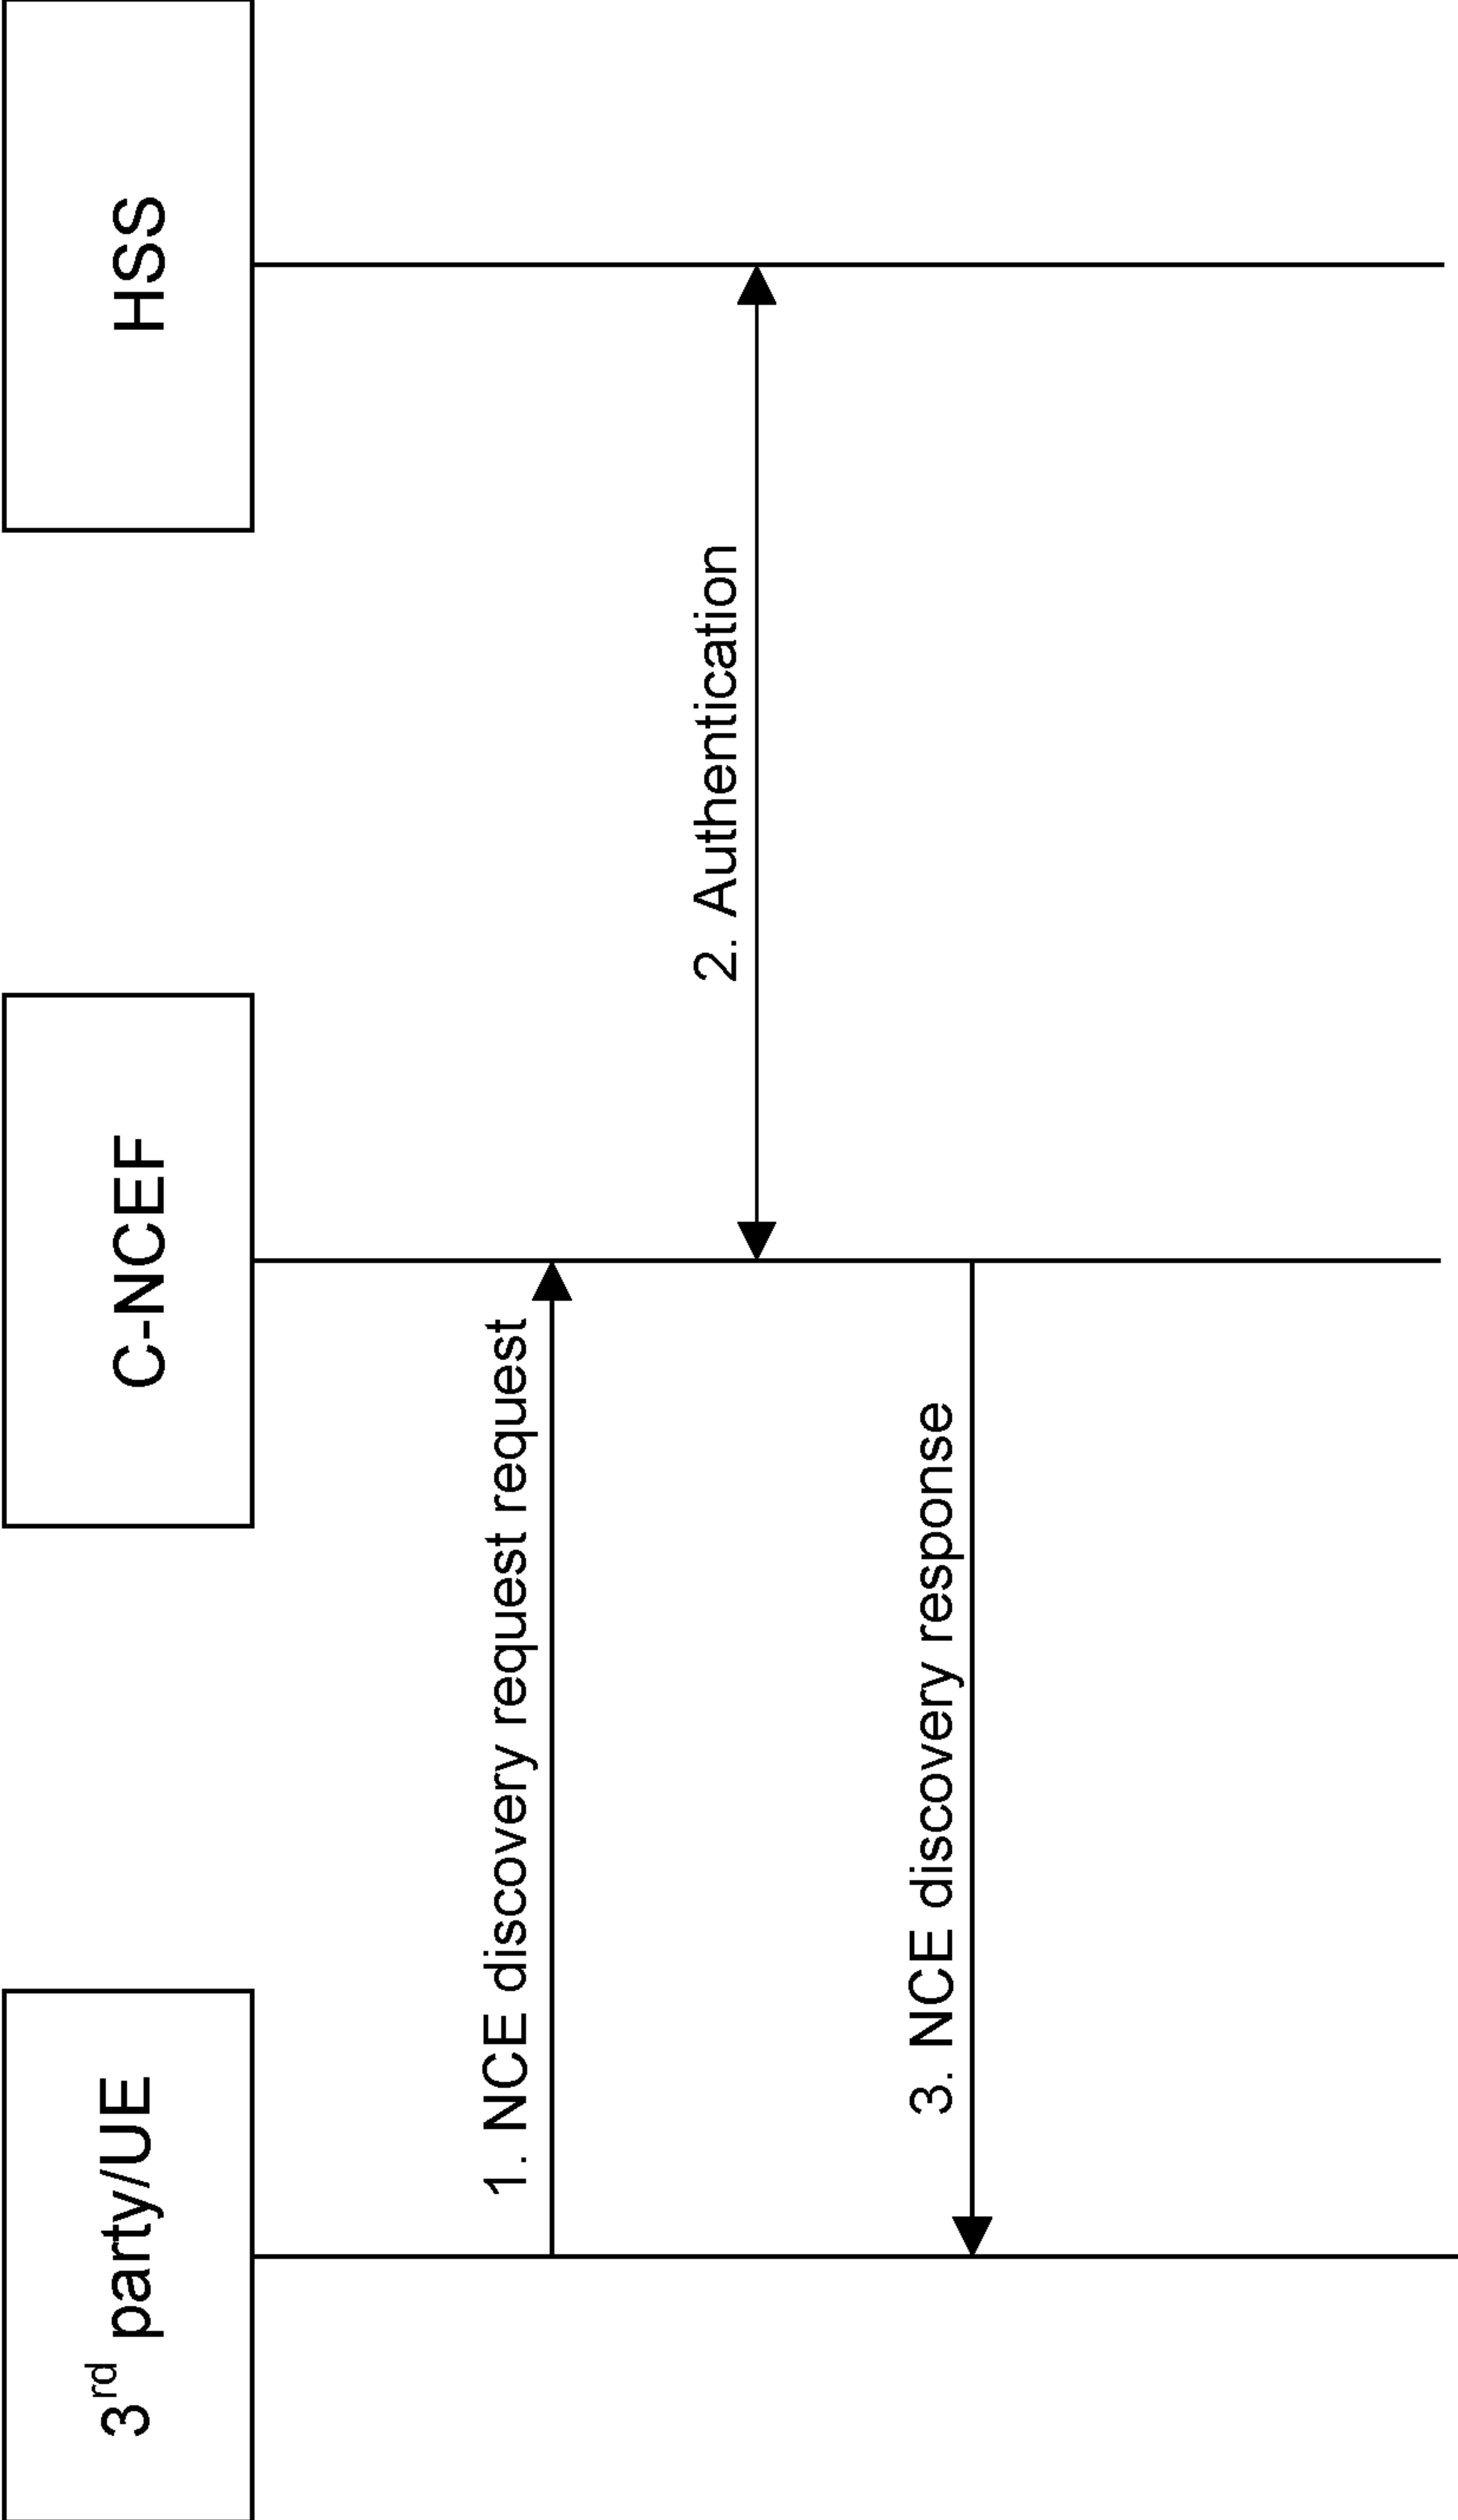 3rd party/UE
C-NCEF
HSS
1. NCE discovery request request
2. Authentication
3. NCE discovery response